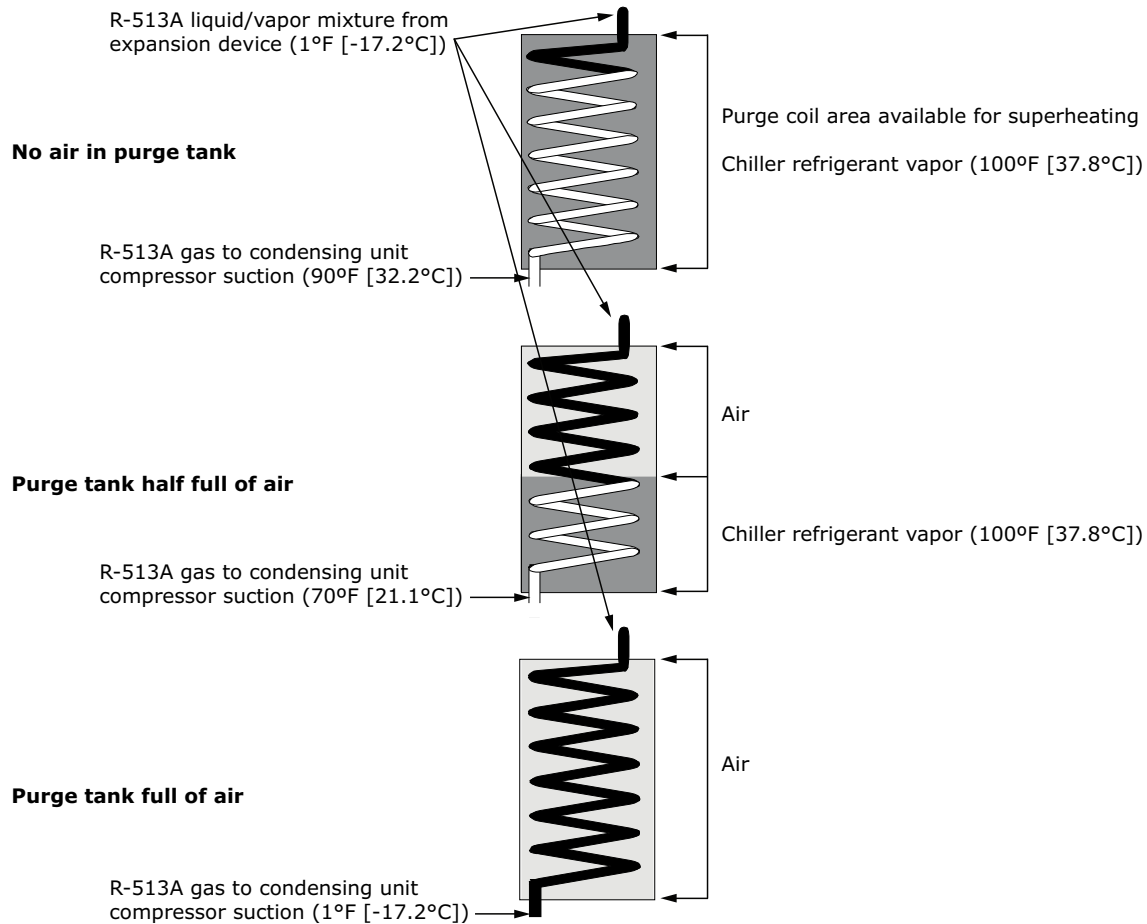 R-513A liquid/vapor mixture from
expansion device (1°F [-17.2°C])
Purge coil area available for superheating
No air in purge tank
Chiller refrigerant vapor (100ºF [37.8°C])
R-513A gas to condensing unit
compressor suction (90ºF [32.2°C])
Air
Purge tank half full of air
Chiller refrigerant vapor (100ºF [37.8°C])
R-513A gas to condensing unit
compressor suction (70ºF [21.1°C])
Air
Purge tank full of air
R-513A gas to condensing unit
compressor suction (1°F [-17.2°C])